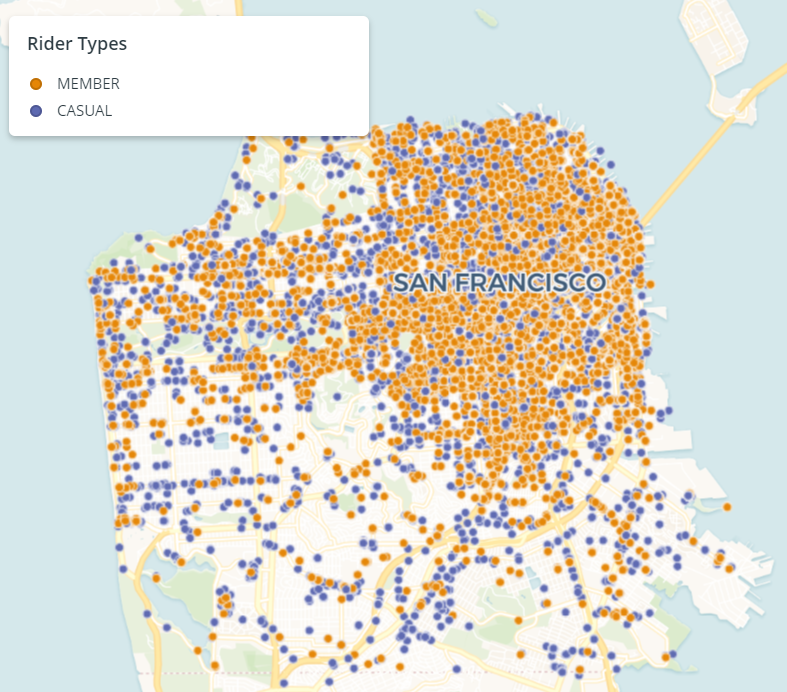 Rider Types
MEMBER
CASUAL
SAN FRANCISCO